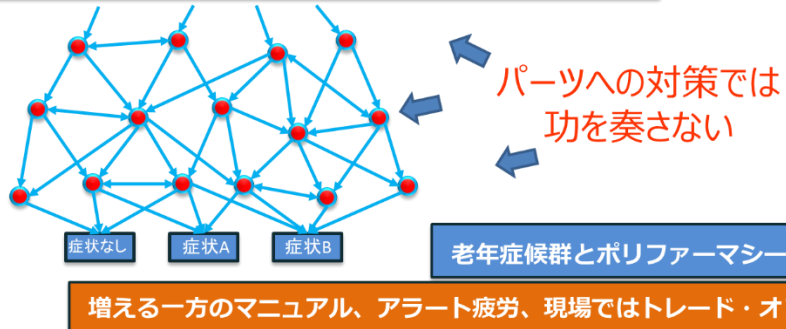 パーツへの対策では
功を奏さない
症状なし
症状A
症状B
老年症候群とポリファーマシー
増える一方のマニュアル、アラート疲労、現場ではトレード・オ